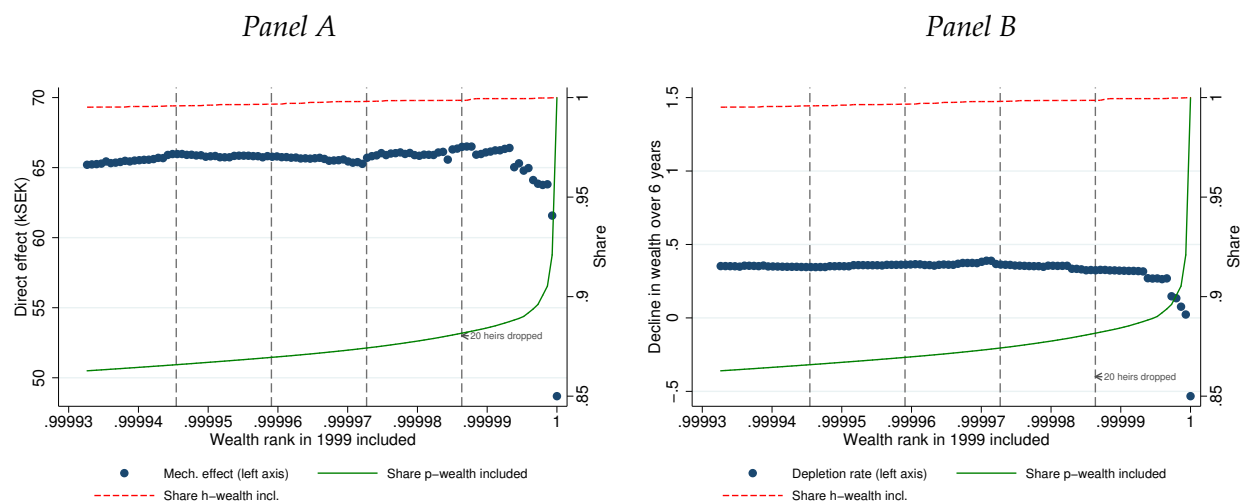 Panel A
70
65
60
55
50
Direct effect (kSEK)
1
.95
.9
.85
Share
20 heirs dropped
.99993 .99994 .99995 .99996 .99997 .99998 .99999 1
Wealth rank in 1999 included
Mech. effect (left axis) Share p-wealth included
Share h-wealth incl.
Panel B
1.5
1
.5
0
-.5
Decline in wealth over 6 years
1
.95
.9
.85
Share
20 heirs dropped
.99993 .99994 .99995 .99996 .99997 .99998 .99999 1
Wealth rank in 1999 included
Depletion rate (left axis) Share p-wealth included
Share h-wealth incl.